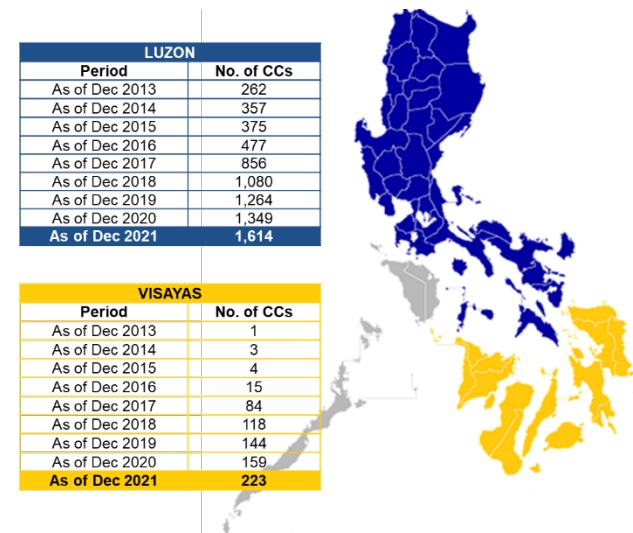 LUZON
Period No. of CCs
As of Dec 2013 262
As of Dec 2014 357
As of Dec 2015 375
As of Dec 2016 477
As of Dec 2017 856
As of Dec 2018 1,080
As of Dec 2019 1,264
As of Dec 2020 1,349
As of Dec 2021 1,614
VISAYAS
Period No. of CCs
As of Dec 2013 1
As of Dec 2014 3
As of Dec 2015 4
As of Dec 2016 15
As of Dec 2017 84
As of Dec 2018 118
As of Dec 2019 144
As of Dec 2020 159
As of Dec 2021 223